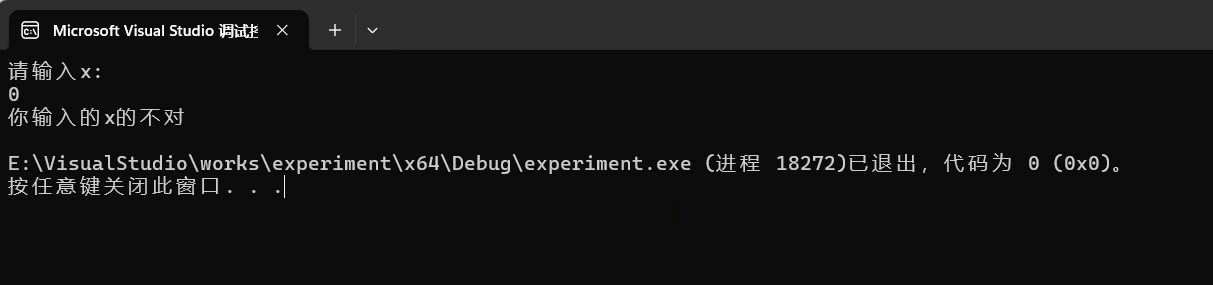 Microsoft Visual Studio 调试
请输入x:
0
你输入的x的不对
E:\VisualStudio\works\experiment\x64\Debug\experiment.exe (进程 18272)已退出，代码为 0 (0x0)。
按任意键关闭此窗口. . .